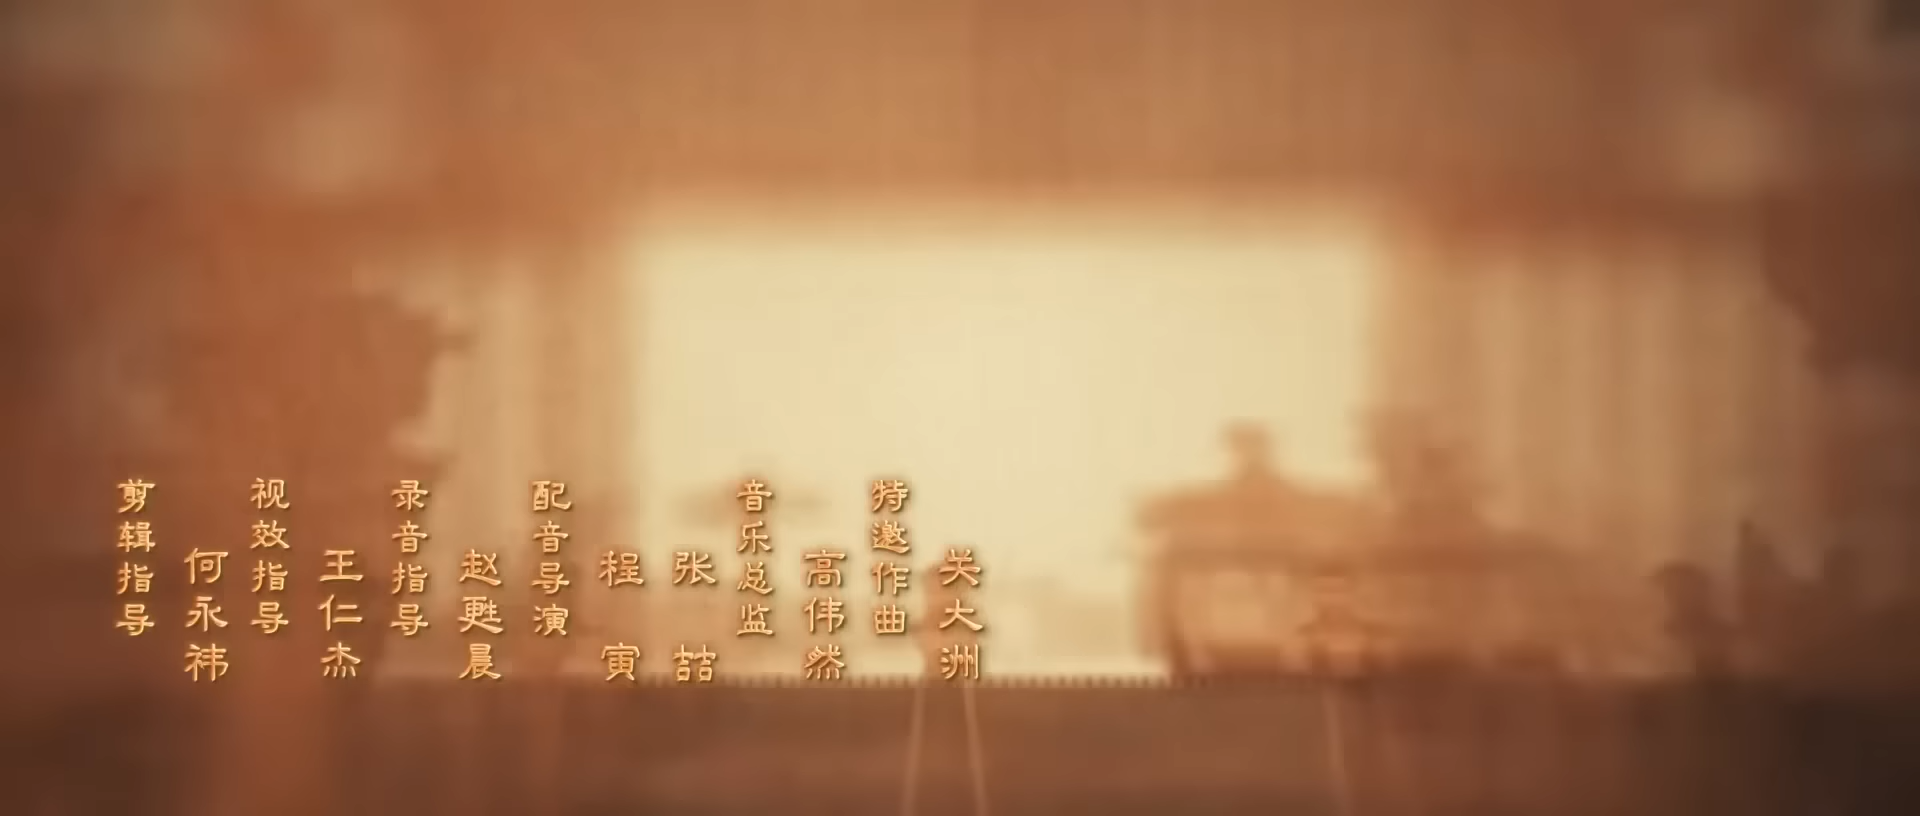 剪辑指导
何永祎
视效指导
王仁杰
录音指导
赵甦晨
配音导演
程寅
张喆
音乐总监
高伟然
特邀作曲
关大洲